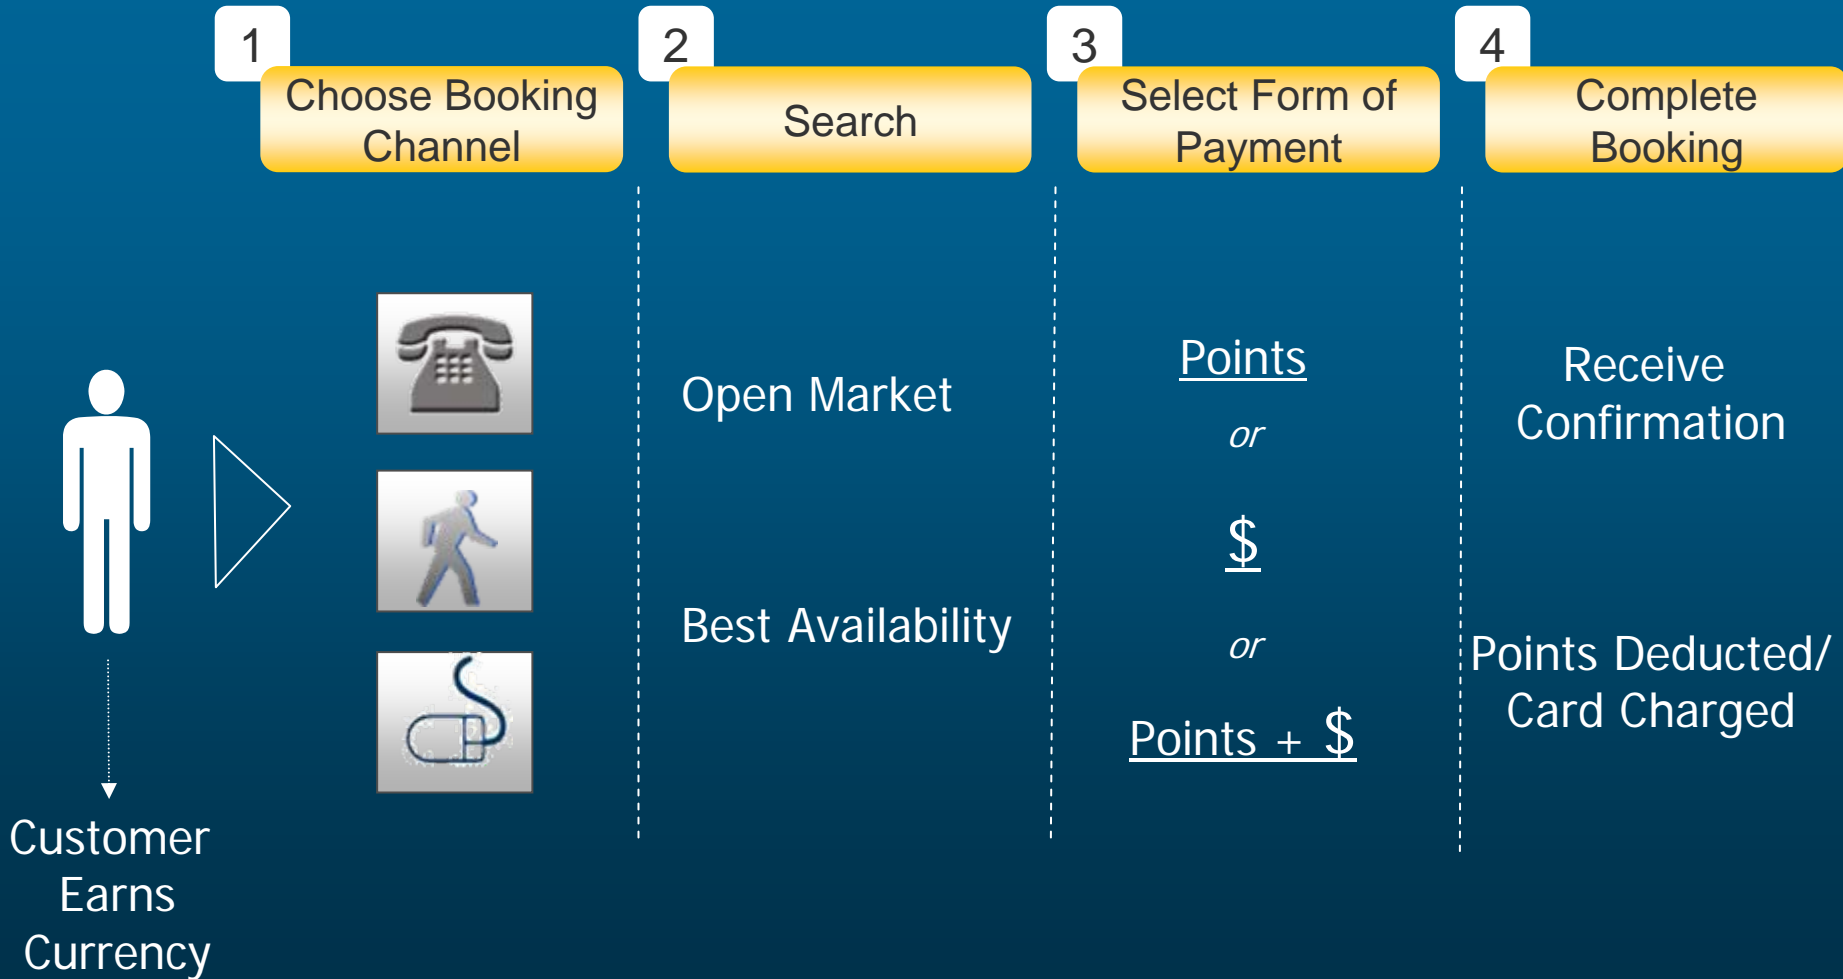 1
Choose Booking
Channel
2
Search
3
Select Form of
Payment
4
Complete
Booking
Customer
Earns
Currency
Open Market
Best Availability
Points
or
$
or
Points + $
Receive
Confirmation
Points Deducted/
Card Charged